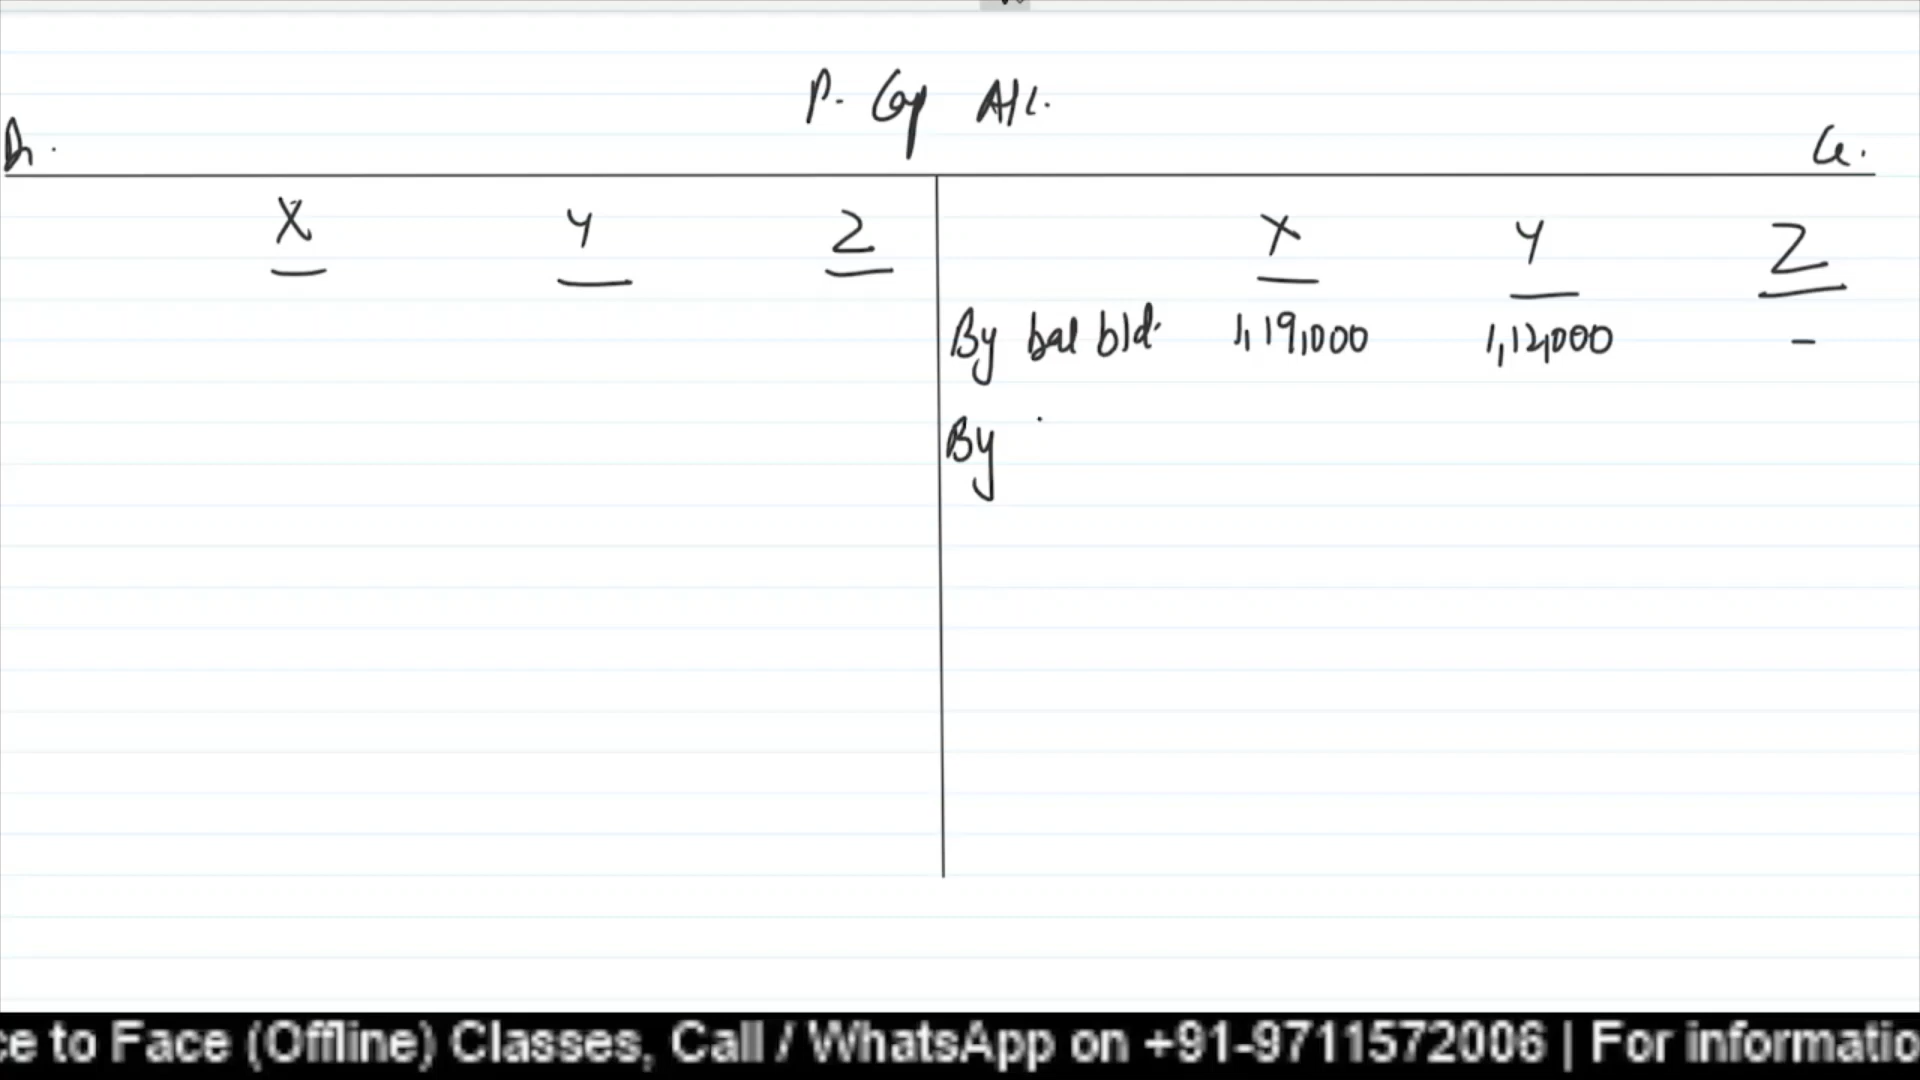 P. Cap A/c.
Dr. Cr.
X Y Z X Y Z
By bal b/d. 1,19,000 1,12,000 -
By
ce to Face (Offline) Classes, Call / WhatsApp on +91-9711572006 | For informatio